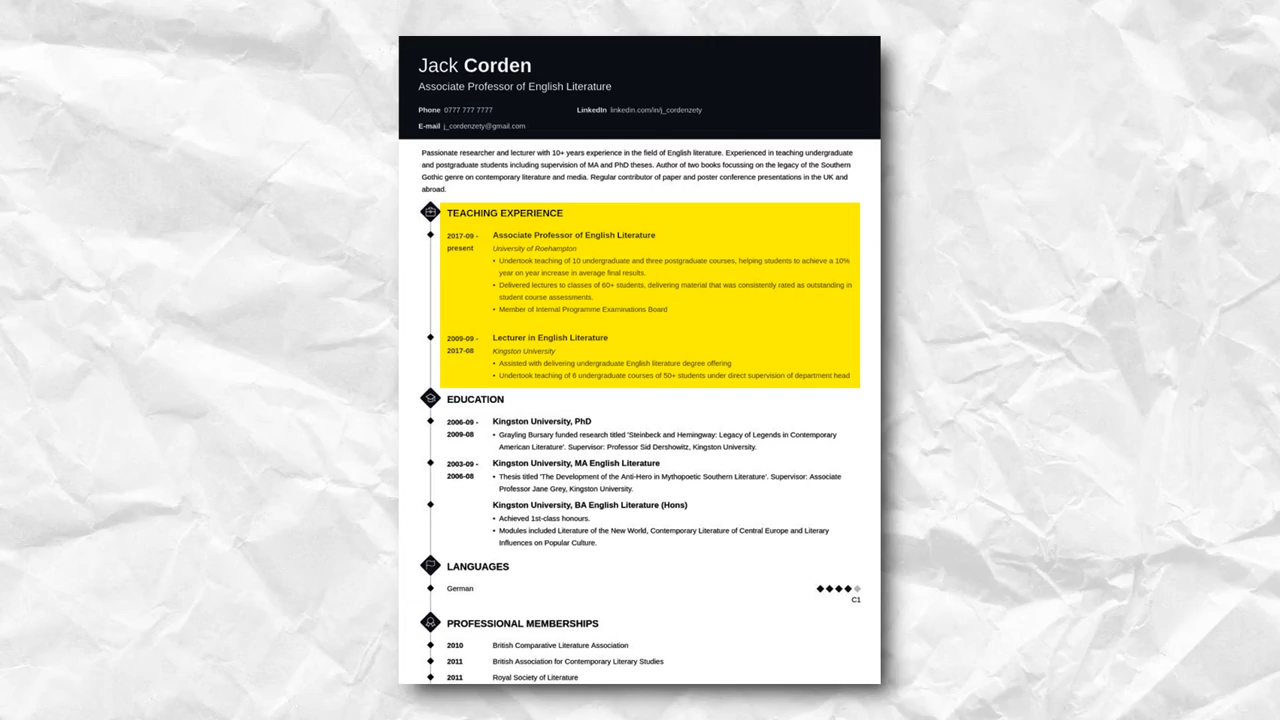 Jack Corden
Associate Professor of English Literature
Phone 0777 777 7777 LinkedIn linkedin.com/in/j_cordenzety
E-mail j_cordenzety@gmail.com
Passionate researcher and lecturer with 10+ years experience in the field of English literature. Experienced in teaching undergraduate
and postgraduate students including supervision of MA and PhD theses. Author of two books focussing on the legacy of the Southern
Gothic genre on contemporary literature and media. Regular contributor of paper and poster conference presentations in the UK and
abroad.
TEACHING EXPERIENCE
2017-09 - Associate Professor of English Literature
present University of Roehampton
• Undertook teaching of 10 undergraduate and three postgraduate courses, helping students to achieve a 10%
year on year increase in average final results.
• Delivered lectures to classes of 60+ students, delivering material that was consistently rated as outstanding in
student course assessments.
• Member of Internal Programme Examinations Board
2009-09 - Lecturer in English Literature
2017-08 Kingston University
• Assisted with delivering undergraduate English literature degree offering
• Undertook teaching of 6 undergraduate courses of 50+ students under direct supervision of department head
EDUCATION
2006-09 - Kingston University, PhD
2009-08 • Grayling Bursary funded research titled 'Steinbeck and Hemingway: Legacy of Legends in Contemporary
American Literature'. Supervisor: Professor Sid Dershowitz, Kingston University.
2003-09 - Kingston University, MA English Literature
2006-08 • Thesis titled 'The Development of the Anti-Hero in Mythopoetic Southern Literature'. Supervisor: Associate
Professor Jane Grey, Kingston University.
Kingston University, BA English Literature (Hons)
• Achieved 1st-class honours.
• Modules included Literature of the New World, Contemporary Literature of Central Europe and Literary
Influences on Popular Culture.
LANGUAGES
German
C1
PROFESSIONAL MEMBERSHIPS
2010 British Comparative Literature Association
2011 British Association for Contemporary Literary Studies
2011 Royal Society of Literature